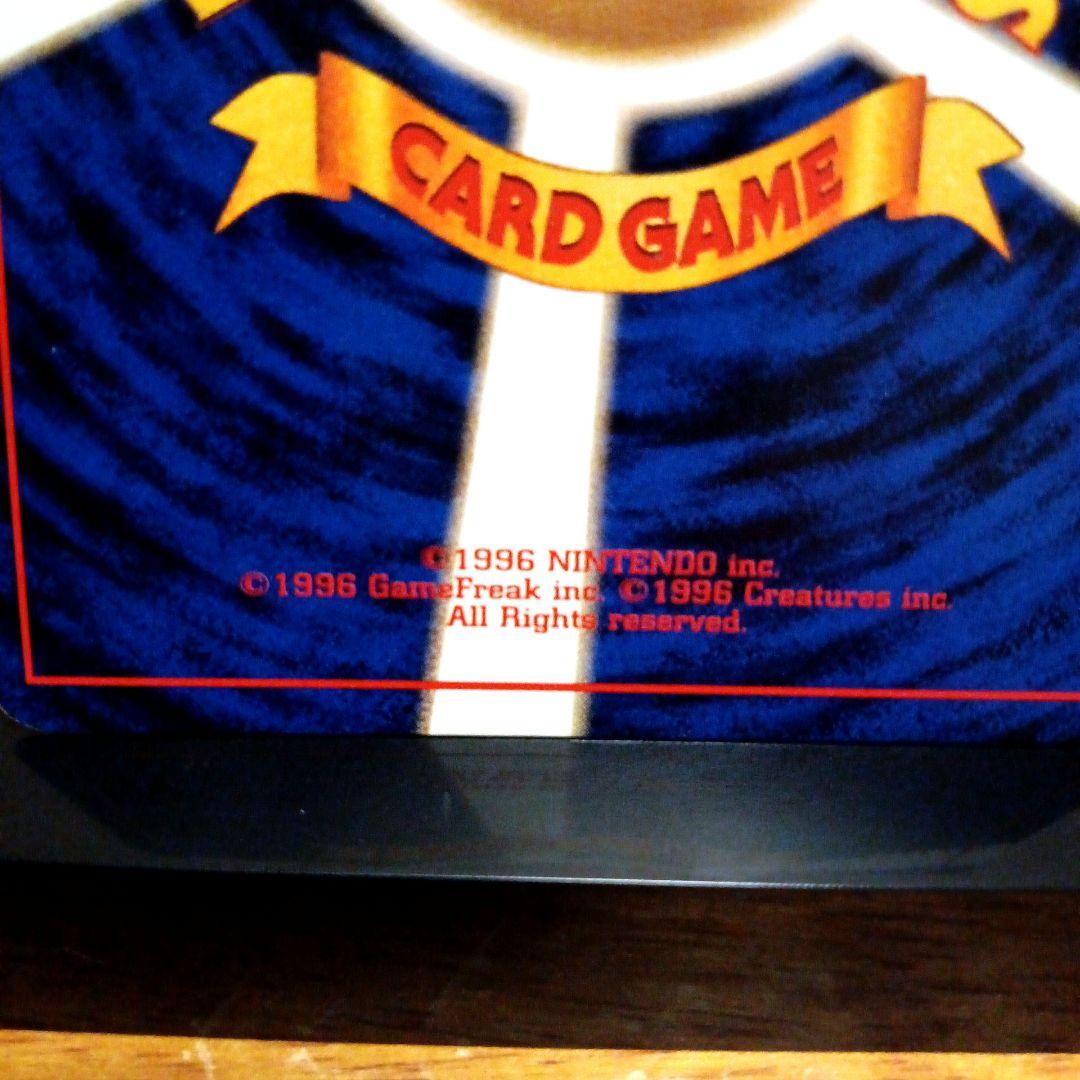 CARD GAME
©1996 NINTENDO inc.
©1996 GameFreak inc. ©1996 Creatures inc.
All Rights reserved.